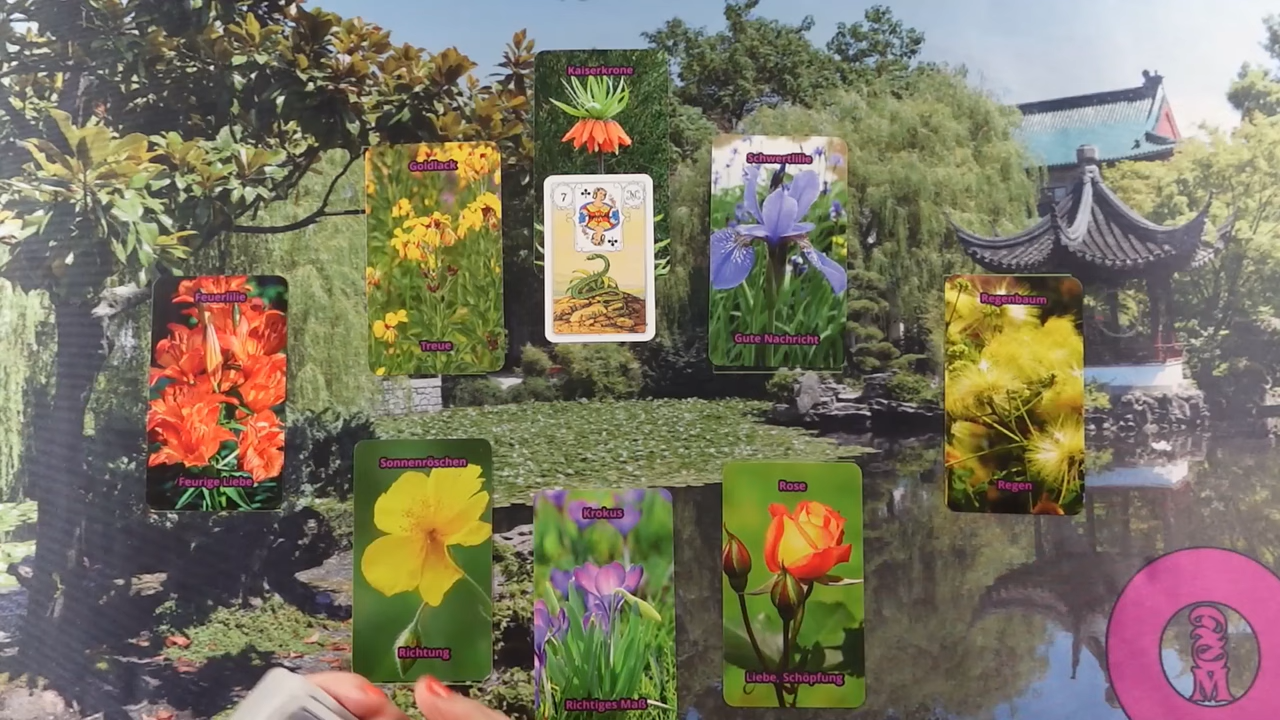 Kaiserkrone
7
Goldlack
Treue
Schwertlilie
Gute Nachricht
Feuerlilie
Feurige Liebe
Regenbaum
Regen
Sonnenröschen
Richtung
Krokus
Richtiges Maß
Rose
Liebe, Schöpfung